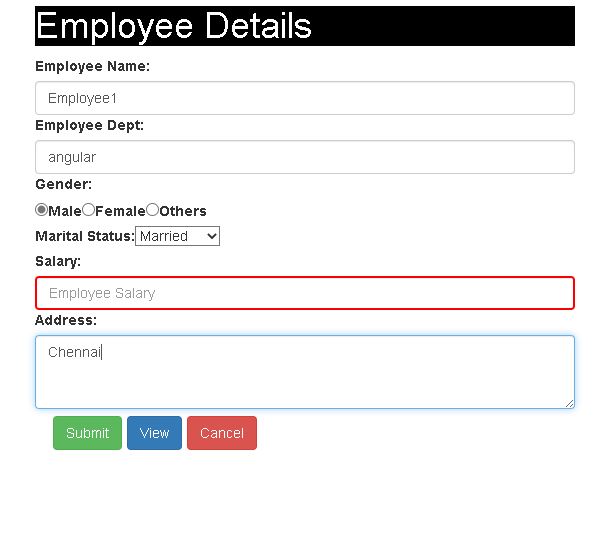 Employee Details
Employee Name:
Employee1
Employee Dept:
angular
Gender:
Male Female Others
Marital Status: Married
Salary:
Employee Salary
Address:
Chennai
Submit View Cancel